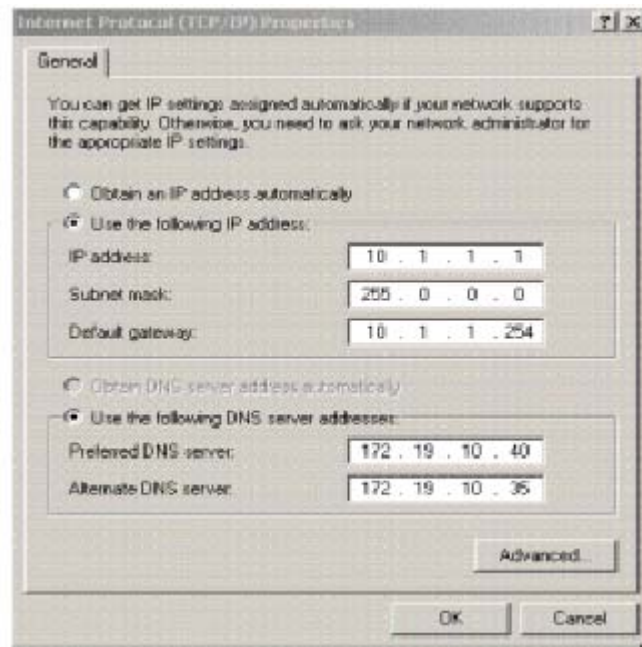 Internet Protocol (TCP/IP) Properties
General
You can get IP settings assigned automatically if your network supports
this capability. Otherwise, you need to ask your network administrator for
the appropriate IP settings.
Obtain an IP address automatically
Use the following IP address:
IP address: 10 . 1 . 1 . 1
Subnet mask: 255 . 0 . 0 . 0
Default gateway: 10 . 1 . 1 . 254
Obtain DNS server address automatically
Use the following DNS server addresses:
Preferred DNS server: 172 . 19 . 10 . 40
Alternate DNS server: 172 . 19 . 10 . 35
Advanced...
OK Cancel